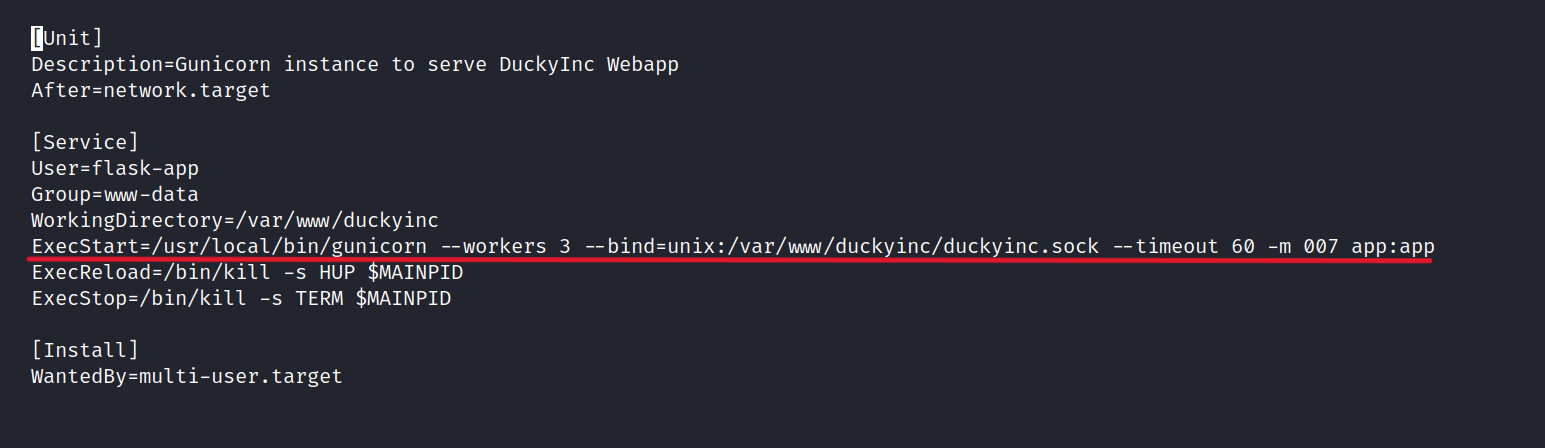 [Unit]
Description=Gunicorn instance to serve DuckyInc Webapp
After=network.target
[Service]
User=flask-app
Group=www-data
WorkingDirectory=/var/www/duckyinc
ExecStart=/usr/local/bin/gunicorn --workers 3 --bind=unix:/var/www/duckyinc/duckyinc.sock --timeout 60 -m 007 app:app
ExecReload=/bin/kill -s HUP $MAINPID
ExecStop=/bin/kill -s TERM $MAINPID
[Install]
WantedBy=multi-user.target